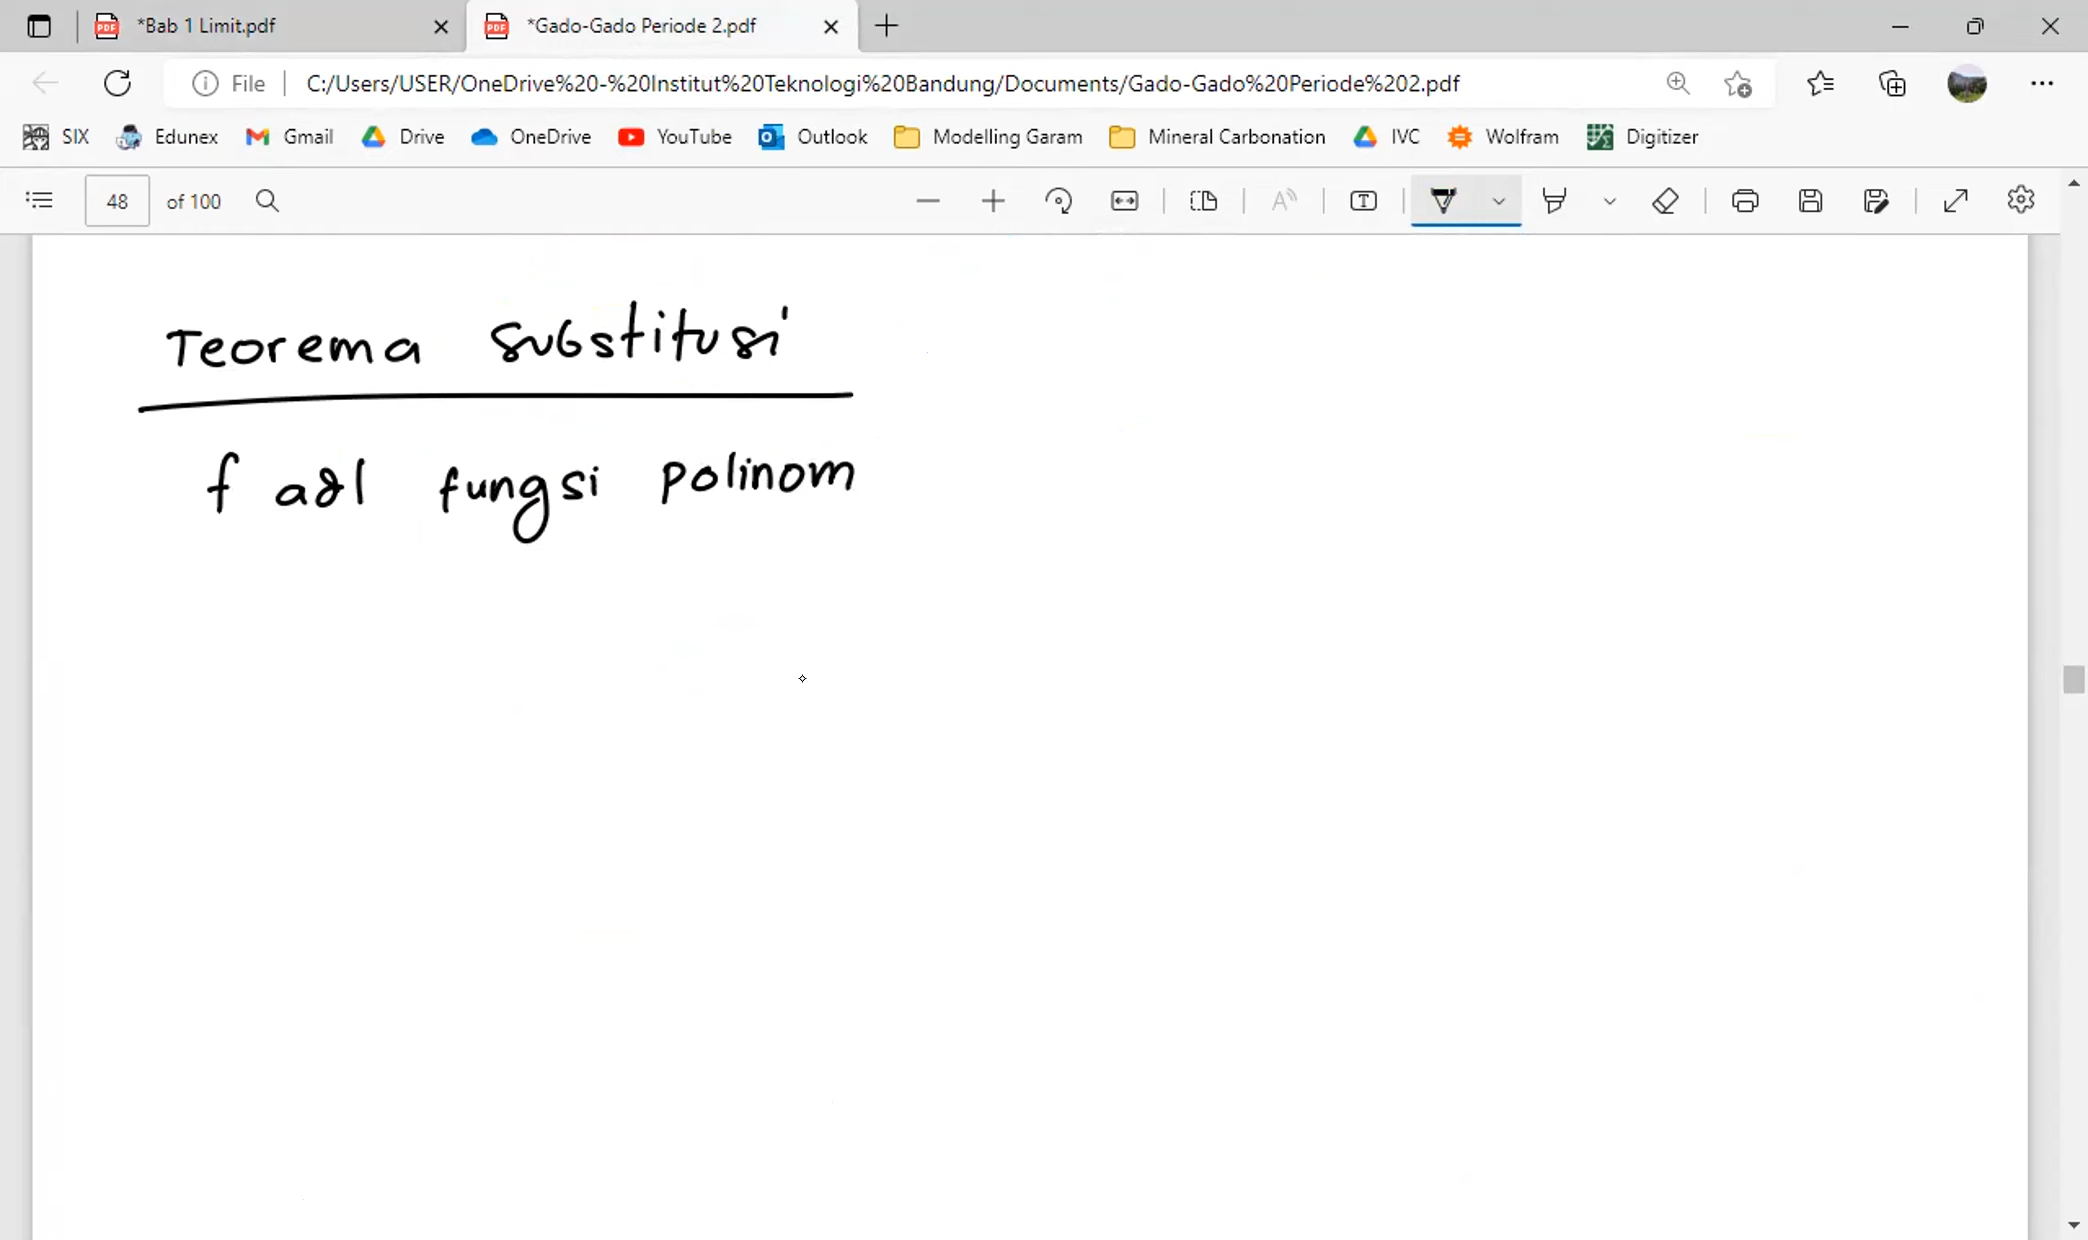 *Bab 1 Limit.pdf
*Gado-Gado Periode 2.pdf
File C:/Users/USER/OneDrive%20-%20Institut%20Teknologi%20Bandung/Documents/Gado-Gado%20Periode%202.pdf
SIX Edunex Gmail Drive OneDrive YouTube Outlook Modelling Garam Mineral Carbonation IVC Wolfram Digitizer
48 of 100
Teorema substitusi
f adl fungsi polinom